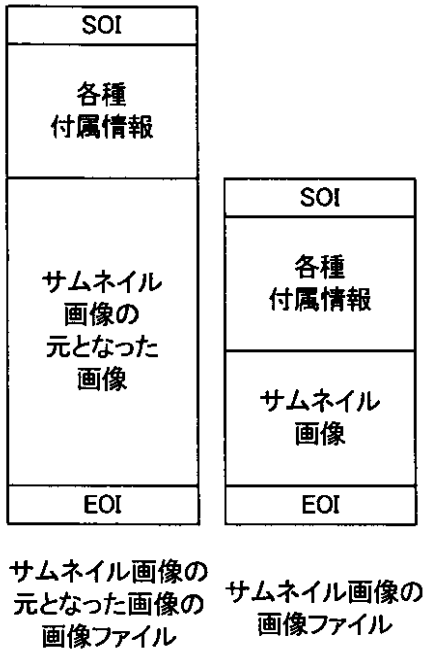 SOI
各種
付属情報
サムネイル
画像の
元となった
画像
EOI
サムネイル画像の
元となった画像の
画像ファイル
SOI
各種
付属情報
サムネイル
画像
EOI
サムネイル画像の
画像ファイル